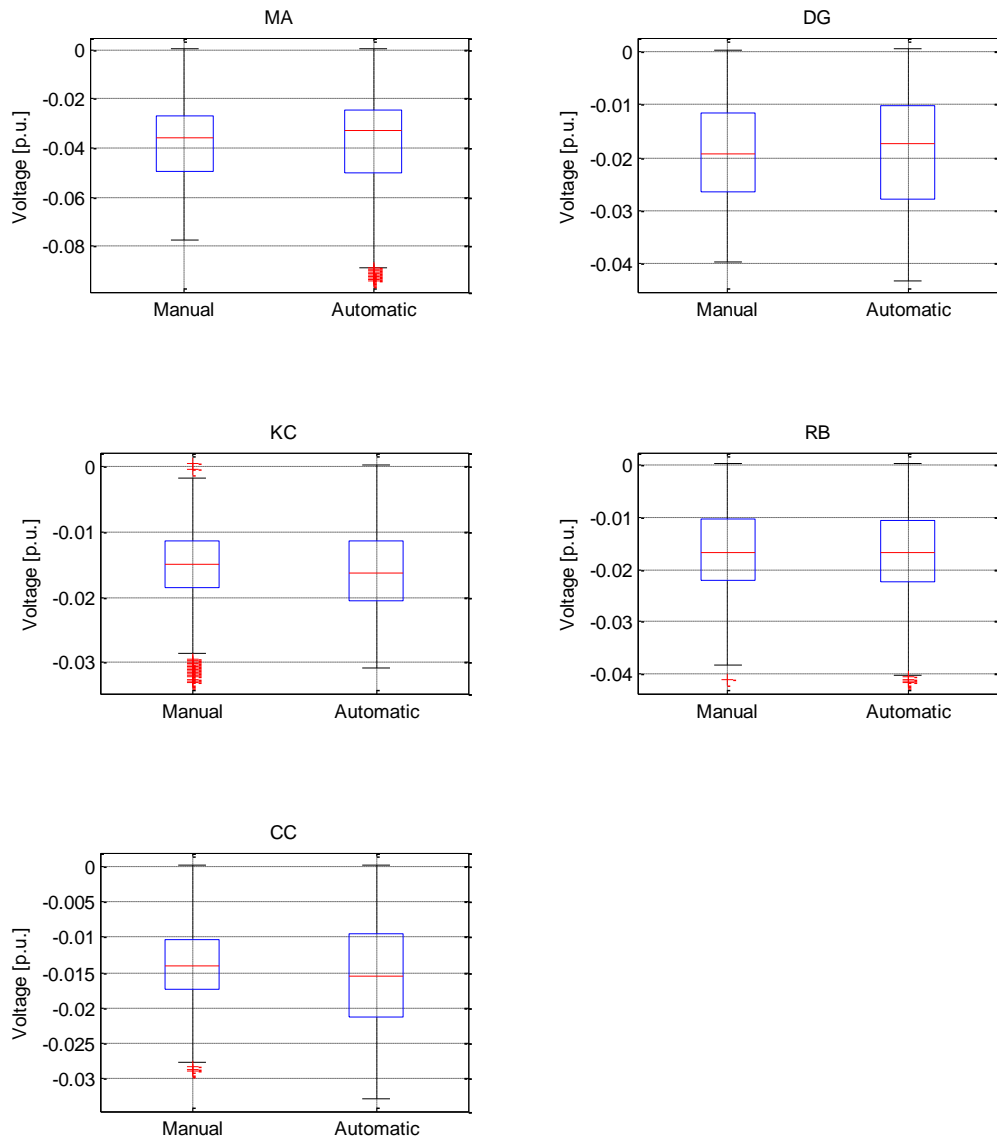 MA
0
-0.02
-0.04
-0.06
-0.08
Voltage [p.u.]
Manual
Automatic
DG
0
-0.01
-0.02
-0.03
-0.04
Voltage [p.u.]
Manual
Automatic
KC
0
-0.01
-0.02
-0.03
Voltage [p.u.]
Manual
Automatic
RB
0
-0.01
-0.02
-0.03
-0.04
Voltage [p.u.]
Manual
Automatic
CC
0
-0.005
-0.01
-0.015
-0.02
-0.025
-0.03
Voltage [p.u.]
Manual
Automatic